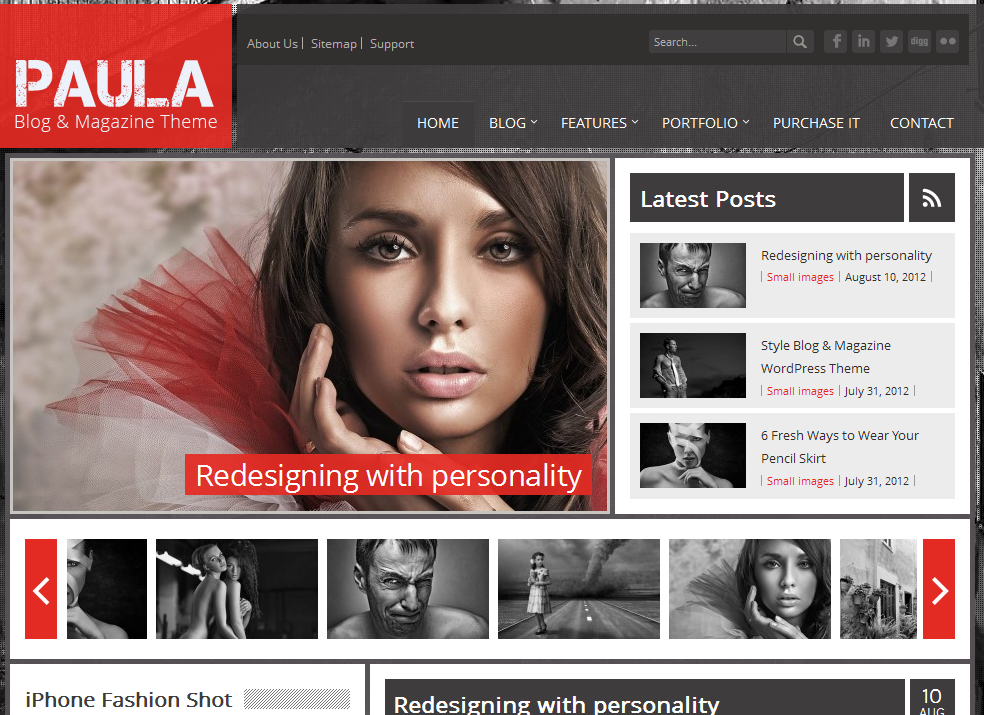 PAULA
Blog & Magazine Theme
About Us | Sitemap | Support
Search...
digg
HOME BLOG FEATURES PORTFOLIO PURCHASE IT CONTACT
Redesigning with personality
Latest Posts
Redesigning with personality
| Small images | August 10, 2012 |
Style Blog & Magazine
WordPress Theme
| Small images | July 31, 2012 |
6 Fresh Ways to Wear Your
Pencil Skirt
| Small images | July 31, 2012 |
iPhone Fashion Shot
Redesigning with personality
10
AUG